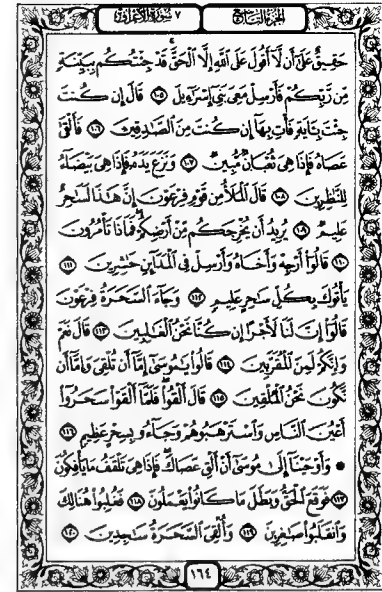 الجزء التاسع ٧ سورة الأعراف
حَقِيقٌ عَلَىٰٓ أَن لَّآ أَقُولَ عَلَى ٱللَّهِ إِلَّا ٱلْحَقَّ قَدْ جِئْتُكُم بِبَيِّنَةٍ
مِّن رَّبِّكُمْ فَأَرْسِلْ مَعِىَ بَنِىٓ إِسْرَٰٓءِيلَ ١٠٥ قَالَ إِن كُنتَ
جِئْتَ بِـَٔايَةٍ فَأْتِ بِهَآ إِن كُنتَ مِنَ ٱلصَّٰدِقِينَ ١٠٦ فَأَلْقَىٰ
عَصَاهُ فَإِذَا هِىَ ثُعْبَانٌ مُّبِينٌ ١٠٧ وَنَزَعَ يَدَهُۥ فَإِذَا هِىَ بَيْضَآءُ
لِلنَّٰظِرِينَ ١٠٨ قَالَ ٱلْمَلَأُ مِن قَوْمِ فِرْعَوْنَ إِنَّ هَٰذَا لَسَٰحِرٌ
عَلِيمٌ ١٠٩ يُرِيدُ أَن يُخْرِجَكُم مِّنْ أَرْضِكُمْ فَمَاذَا تَأْمُرُونَ
١١٠ قَالُوٓا۟ أَرْجِهْ وَأَخَاهُ وَأَرْسِلْ فِى ٱلْمَدَآئِنِ حَٰشِرِينَ ١١١
يَأْتُوكَ بِكُلِّ سَٰحِرٍ عَلِيمٍ ١١٢ وَجَآءَ ٱلسَّحَرَةُ فِرْعَوْنَ
قَالُوٓا۟ إِنَّ لَنَا لَأَجْرًا إِن كُنَّا نَحْنُ ٱلْغَٰلِبِينَ ١١٣ قَالَ نَعَمْ
وَإِنَّكُمْ لَمِنَ ٱلْمُقَرَّبِينَ ١١٤ قَالُوا۟ يَٰمُوسَىٰٓ إِمَّآ أَن تُلْقِىَ وَإِمَّآ أَن
نَّكُونَ نَحْنُ ٱلْمُلْقِينَ ١١٥ قَالَ أَلْقُوا۟ فَلَمَّآ أَلْقَوْا۟ سَحَرُوٓا۟
أَعْيُنَ ٱلنَّاسِ وَٱسْتَرْهَبُوهُمْ وَجَآءُو بِسِحْرٍ عَظِيمٍ ١١٦
وَأَوْحَيْنَآ إِلَىٰ مُوسَىٰٓ أَنْ أَلْقِ عَصَاكَ فَإِذَا هِىَ تَلْقَفُ مَا يَأْفِكُونَ
١١٧ فَوَقَعَ ٱلْحَقُّ وَبَطَلَ مَا كَانُوا۟ يَعْمَلُونَ ١١٨ فَغُلِبُوا۟ هُنَالِكَ
وَٱنقَلَبُوا۟ صَٰغِرِينَ ١١٩ وَأُلْقِىَ ٱلسَّحَرَةُ سَٰجِدِينَ ١٢٠
١٦٤